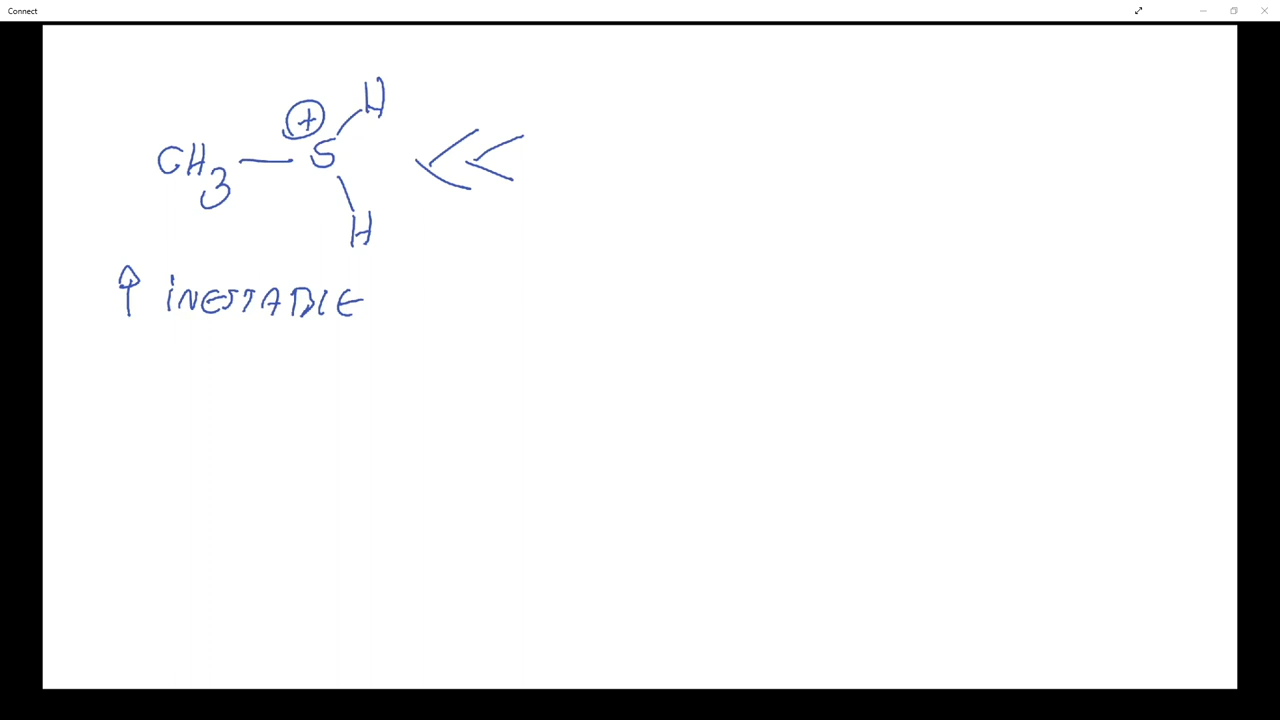 Connect
H
⊕
CH3 — S <<
H
↑ INESTABLE